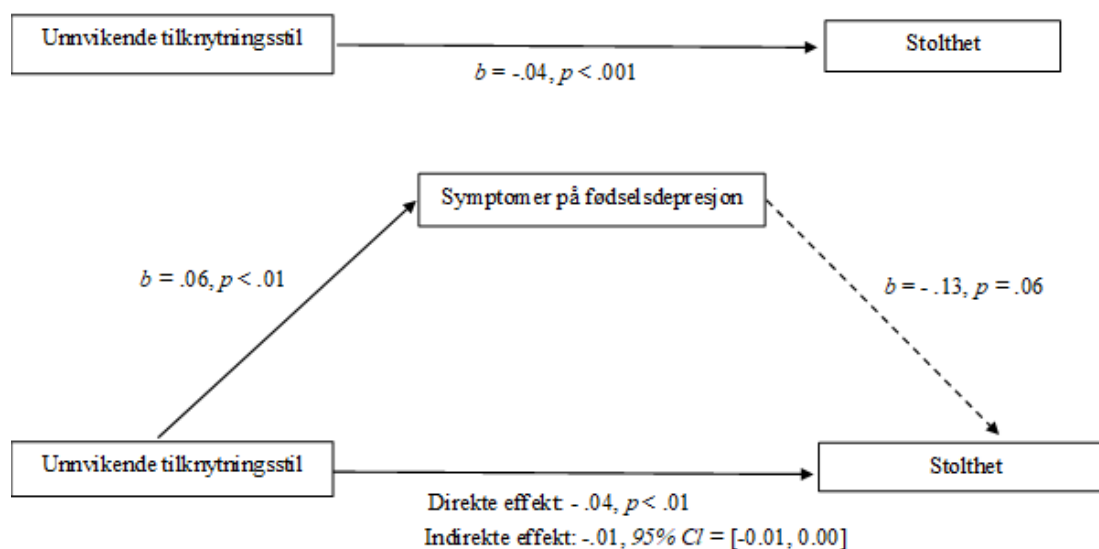 Unnvikende tilknytningsstil
Stolthet
b = -.04, p < .001
Symptomer på fødselsdepresjon
b = .06, p < .01
b = - .13, p = .06
Unnvikende tilknytningsstil
Stolthet
Direkte effekt: - .04, p < .01
Indirekte effekt: -.01, 95% CI = [-0.01, 0.00]